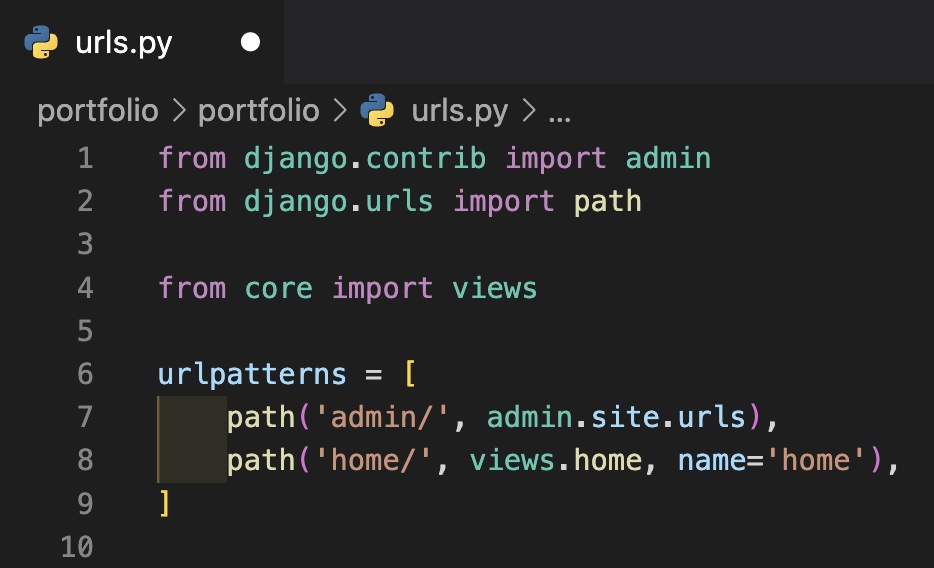 urls.py
portfolio > portfolio > urls.py > ...
1 from django.contrib import admin
2 from django.urls import path
3
4 from core import views
5
6 urlpatterns = [
7     path('admin/', admin.site.urls),
8     path('home/', views.home, name='home'),
9 ]
10